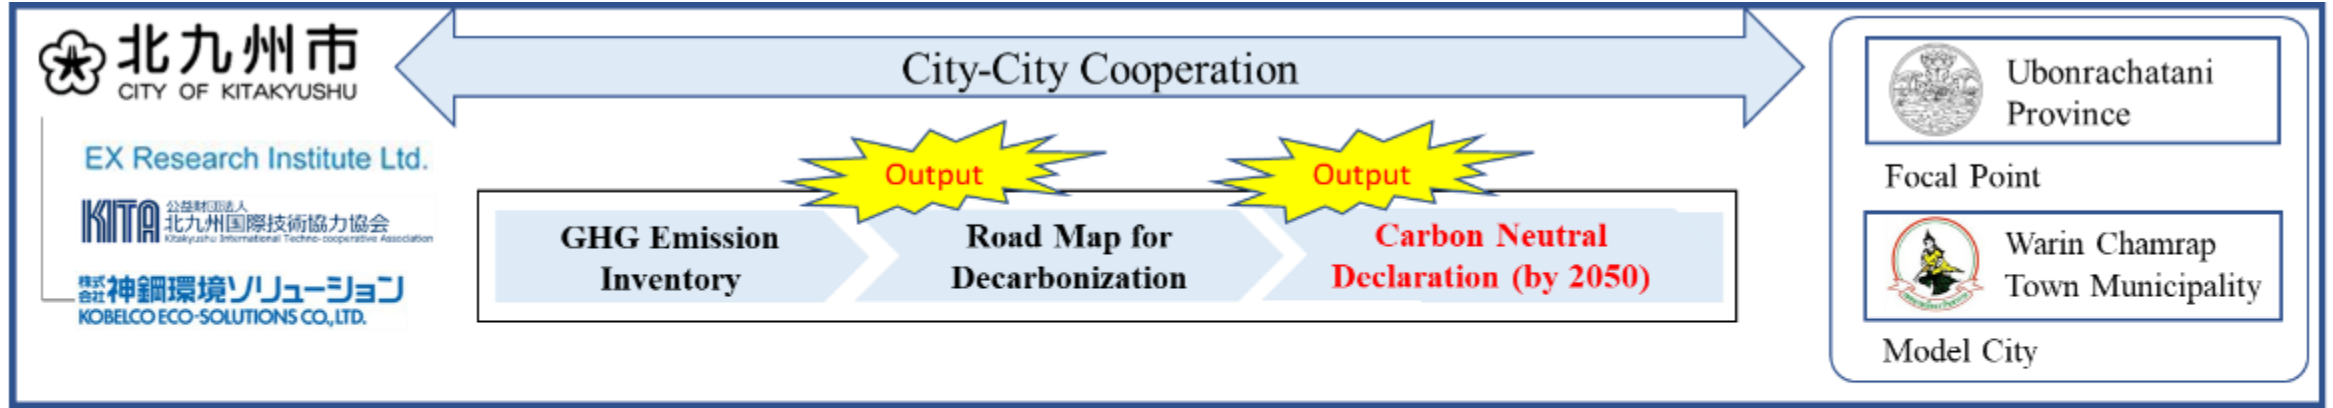 北九州市
CITY OF KITAKYUSHU
EX Research Institute Ltd.
KITA
公益財団法人
北九州国際技術協力協会
Kitakyushu International Techno-cooperative Association
株式会社
神鋼環境ソリューション
KOBELCO ECO-SOLUTIONS CO., LTD.
City-City Cooperation
Output
Output
GHG Emission
Inventory
Road Map for
Decarbonization
Carbon Neutral
Declaration (by 2050)
Ubonrachatani
Province
Focal Point
Warin Chamrap
Town Municipality
Model City